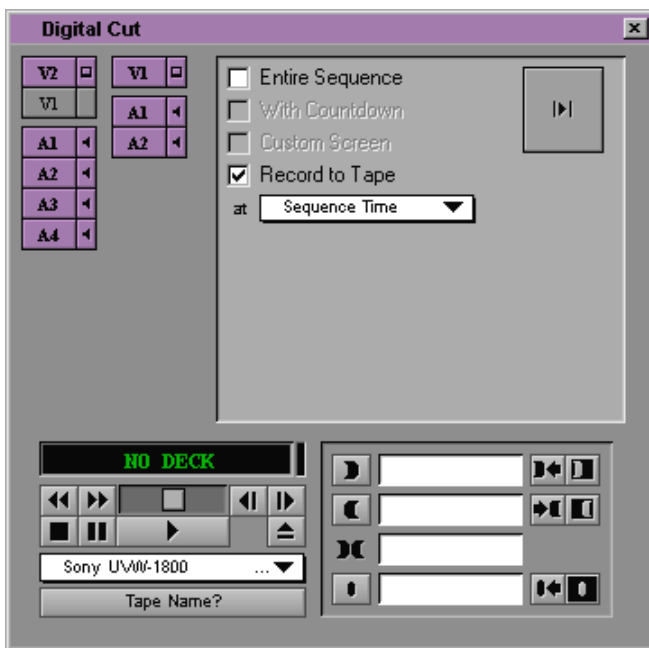 Digital Cut
V2 V1
V1 A1
A1 A2
A2
A3
A4
Entire Sequence
With Countdown
Custom Screen
Record to Tape
at Sequence Time
NO DECK
Sony UVW-1800 ...
Tape Name?